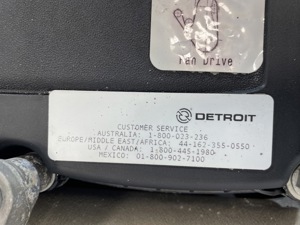 Fan Drive
DETROIT
CUSTOMER SERVICE
AUSTRALIA: 1-800-023-236
EUROPE/MIDDLE EAST/AFRICA: 44-162-355-0550
USA / CANADA: 1-800-445-1980
MEXICO: 01-800-902-7100